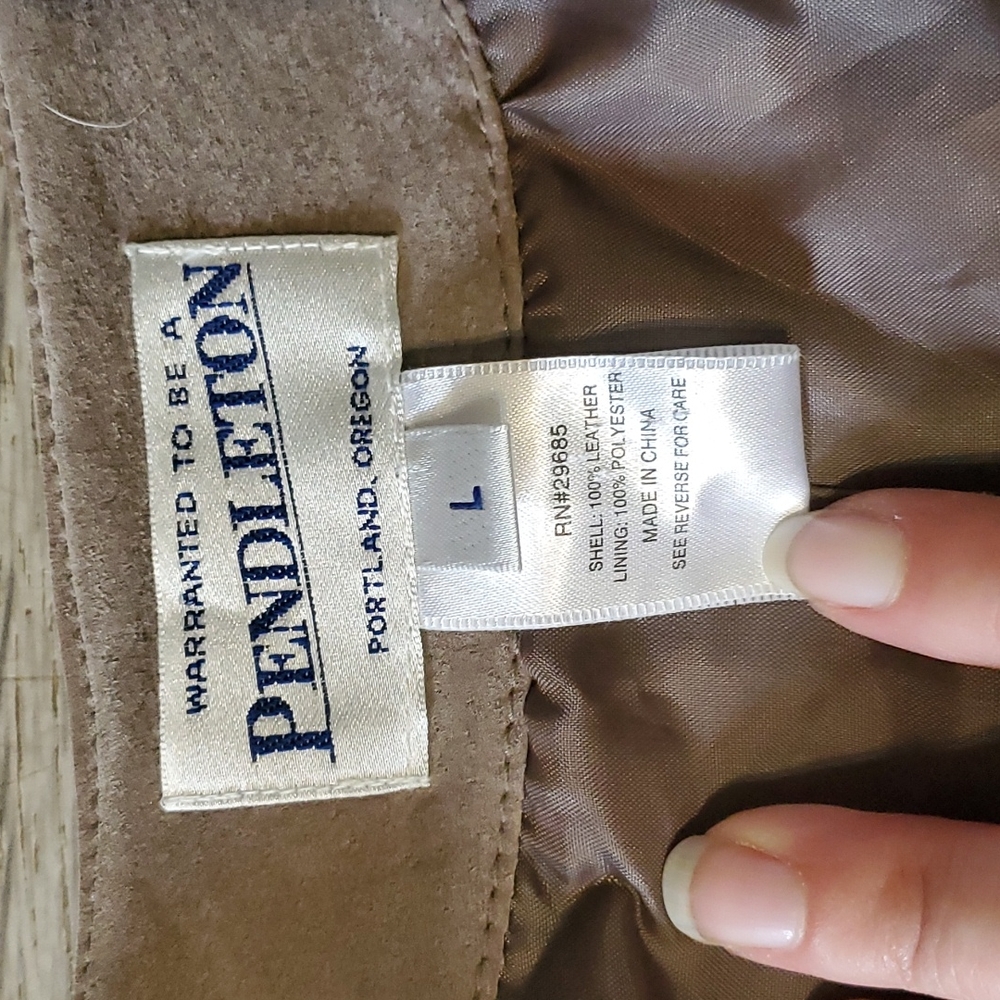 WARRANTED TO BE A
PENDLETON
PORTLAND, OREGON
L
RN#29685
SHELL: 100% LEATHER
LINING: 100% POLYESTER
MADE IN CHINA
SEE REVERSE FOR CARE